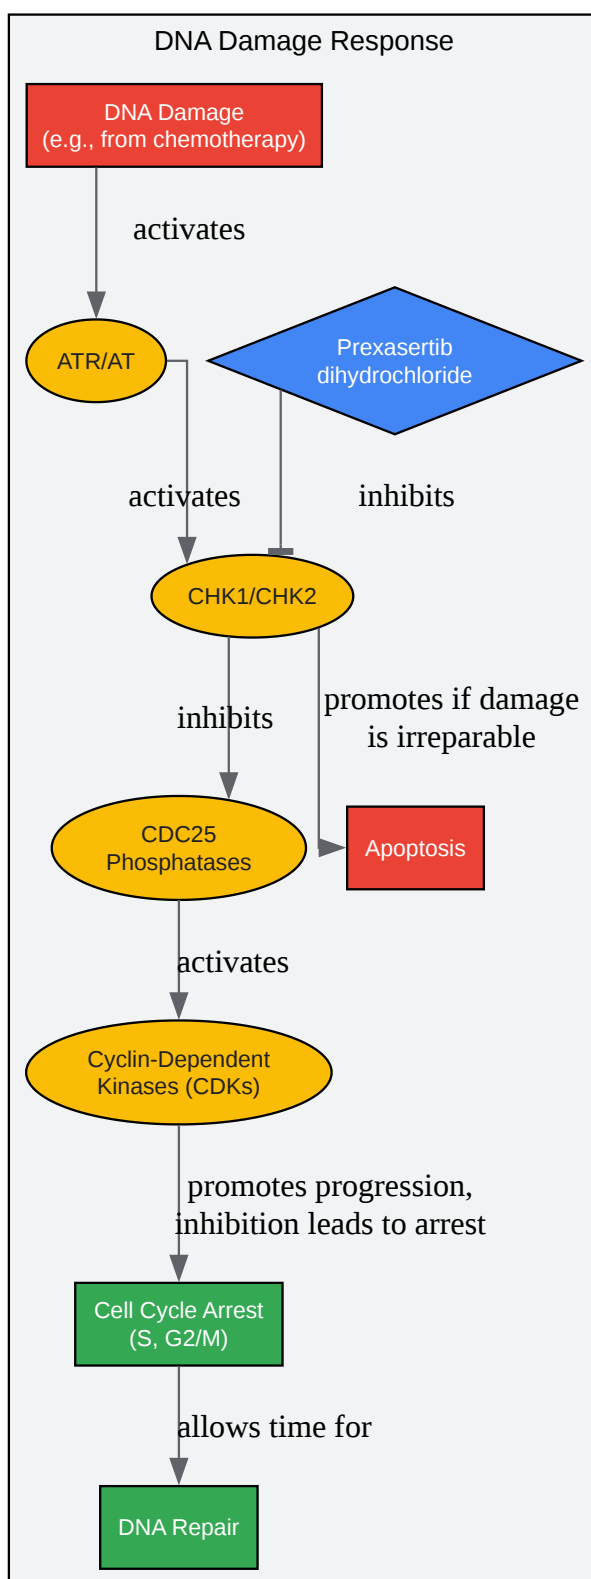 DNA Damage Response
DNA Damage
(e.g., from chemotherapy)
activates
ATR/AT
Prexasertib
dihydrochloride
activates
inhibits
CHK1/CHK2
inhibits
promotes if damage
is irreparable
CDC25
Phosphatases
Apoptosis
activates
Cyclin-Dependent
Kinases (CDKs)
promotes progression,
inhibition leads to arrest
Cell Cycle Arrest
(S, G2/M)
allows time for
DNA Repair